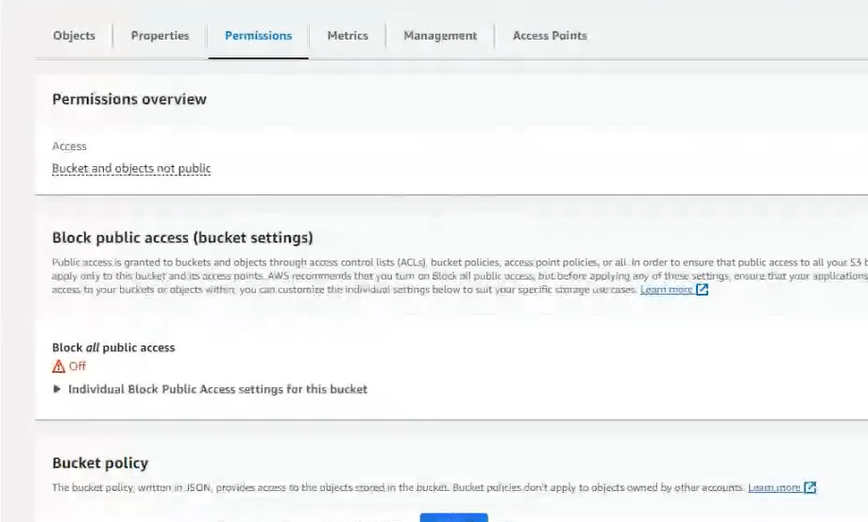 Objects Properties Permissions Metrics Management Access Points
Permissions overview
Access
Bucket and objects not public
Block public access (bucket settings)
Public access is granted to buckets and objects through access control lists (ACLs), bucket policies, access point policies, or all. In order to ensure that public access to all your S3 b
apply only to this bucket and its access points. AWS recommends that you turn on Block all public access, but before applying any of these settings, ensure that your applications
access to your buckets or objects within, you can customize the individual settings below to suit your specific storage use cases. Learn more
Block all public access
Off
Individual Block Public Access settings for this bucket
Bucket policy
The bucket policy, written in JSON, provides access to the objects stored in the bucket. Bucket policies don't apply to objects owned by other accounts. Learn more